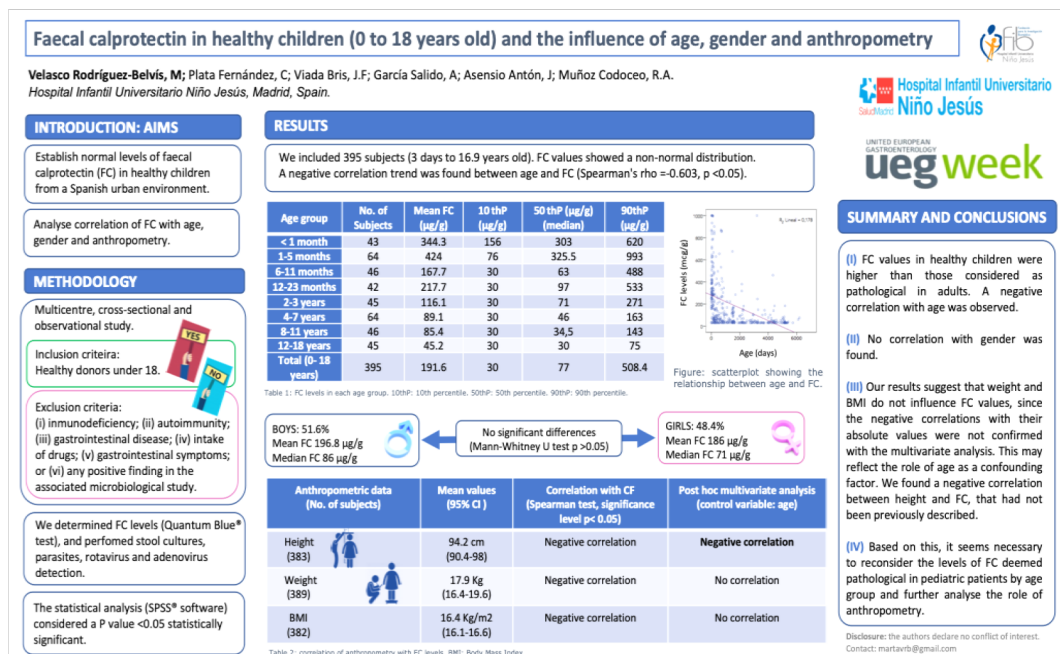 Faecal calprotectin in healthy children (0 to 18 years old) and the influence of age, gender and anthropometry
fib
Niño Jesús
Velasco Rodríguez-Belvís, M; Plata Fernández, C; Viada Bris, J.F; García Salido, A; Asensio Antón, J; Muñoz Codoceo, R.A.
Hospital Infantil Universitario Niño Jesús, Madrid, Spain.
SaludMadrid
Hospital Infantil Universitario
Niño Jesús
UNITED EUROPEAN
GASTROENTEROLOGY
ueg week
INTRODUCTION: AIMS
Establish normal levels of faecal
calprotectin (FC) in healthy children
from a Spanish urban environment.
Analyse correlation of FC with age,
gender and anthropometry.
METHODOLOGY
Multicentre, cross-sectional and
observational study.
YES
NO
Inclusion criteira:
Healthy donors under 18.
Exclusion criteria:
(i) inmunodeficiency; (ii) autoimmunity;
(iii) gastrointestinal disease; (iv) intake
of drugs; (v) gastrointestinal symptoms;
or (vi) any positive finding in the
associated microbiological study.
We determined FC levels (Quantum Blue®
test), and perfomed stool cultures,
parasites, rotavirus and adenovirus
detection.
The statistical analysis (SPSS® software)
considered a P value <0.05 statistically
significant.
RESULTS
We included 395 subjects (3 days to 16.9 years old). FC values showed a non-normal distribution.
A negative correlation trend was found between age and FC (Spearman's rho =-0.603, p <0.05).
Age group No. of Subjects Mean FC (µg/g) 10 thP (µg/g) 50 thP (µg/g) (median) 90thP (µg/g)
< 1 month 43 344.3 156 303 620
1-5 months 64 424 76 325.5 993
6-11 months 46 167.7 30 63 488
12-23 months 42 217.7 30 97 533
2-3 years 45 116.1 30 71 271
4-7 years 64 89.1 30 46 163
8-11 years 46 85.4 30 34,5 143
12-18 years 45 45.2 30 30 75
Total (0- 18 years) 395 191.6 30 77 508.4
Table 1: FC levels in each age group. 10thP: 10th percentile. 50thP: 50th percentile. 90thP: 90th percentile.
FC levels (mcg/g)
Age (days)
Figure: scatterplot showing the
relationship between age and FC.
BOYS: 51.6%
Mean FC 196.8 µg/g
Median FC 86 µg/g
No significant differences
(Mann-Whitney U test p >0.05)
GIRLS: 48.4%
Mean FC 186 µg/g
Median FC 71 µg/g
Anthropometric data (No. of subjects) Mean values (95% CI ) Correlation with CF (Spearman test, significance level p< 0.05) Post hoc multivariate analysis (control variable: age)
Height (383) 94.2 cm (90.4-98) Negative correlation Negative correlation
Weight (389) 17.9 Kg (16.4-19.6) Negative correlation No correlation
BMI (382) 16.4 Kg/m2 (16.1-16.6) Negative correlation No correlation
Table 2: correlation of anthropometry with FC levels. BMI: Body Mass Index
SUMMARY AND CONCLUSIONS
(I) FC values in healthy children were
higher than those considered as
pathological in adults. A negative
correlation with age was observed.
(II) No correlation with gender was
found.
(III) Our results suggest that weight and
BMI do not influence FC values, since
the negative correlations with their
absolute values were not confirmed
with the multivariate analysis. This may
reflect the role of age as a confounding
factor. We found a negative correlation
between height and FC, that had not
been previously described.
(IV) Based on this, it seems necessary
to reconsider the levels of FC deemed
pathological in pediatric patients by age
group and further analyse the role of
anthropometry.
Disclosure: the authors declare no conflict of interest.
Contact: martavrb@gmail.com